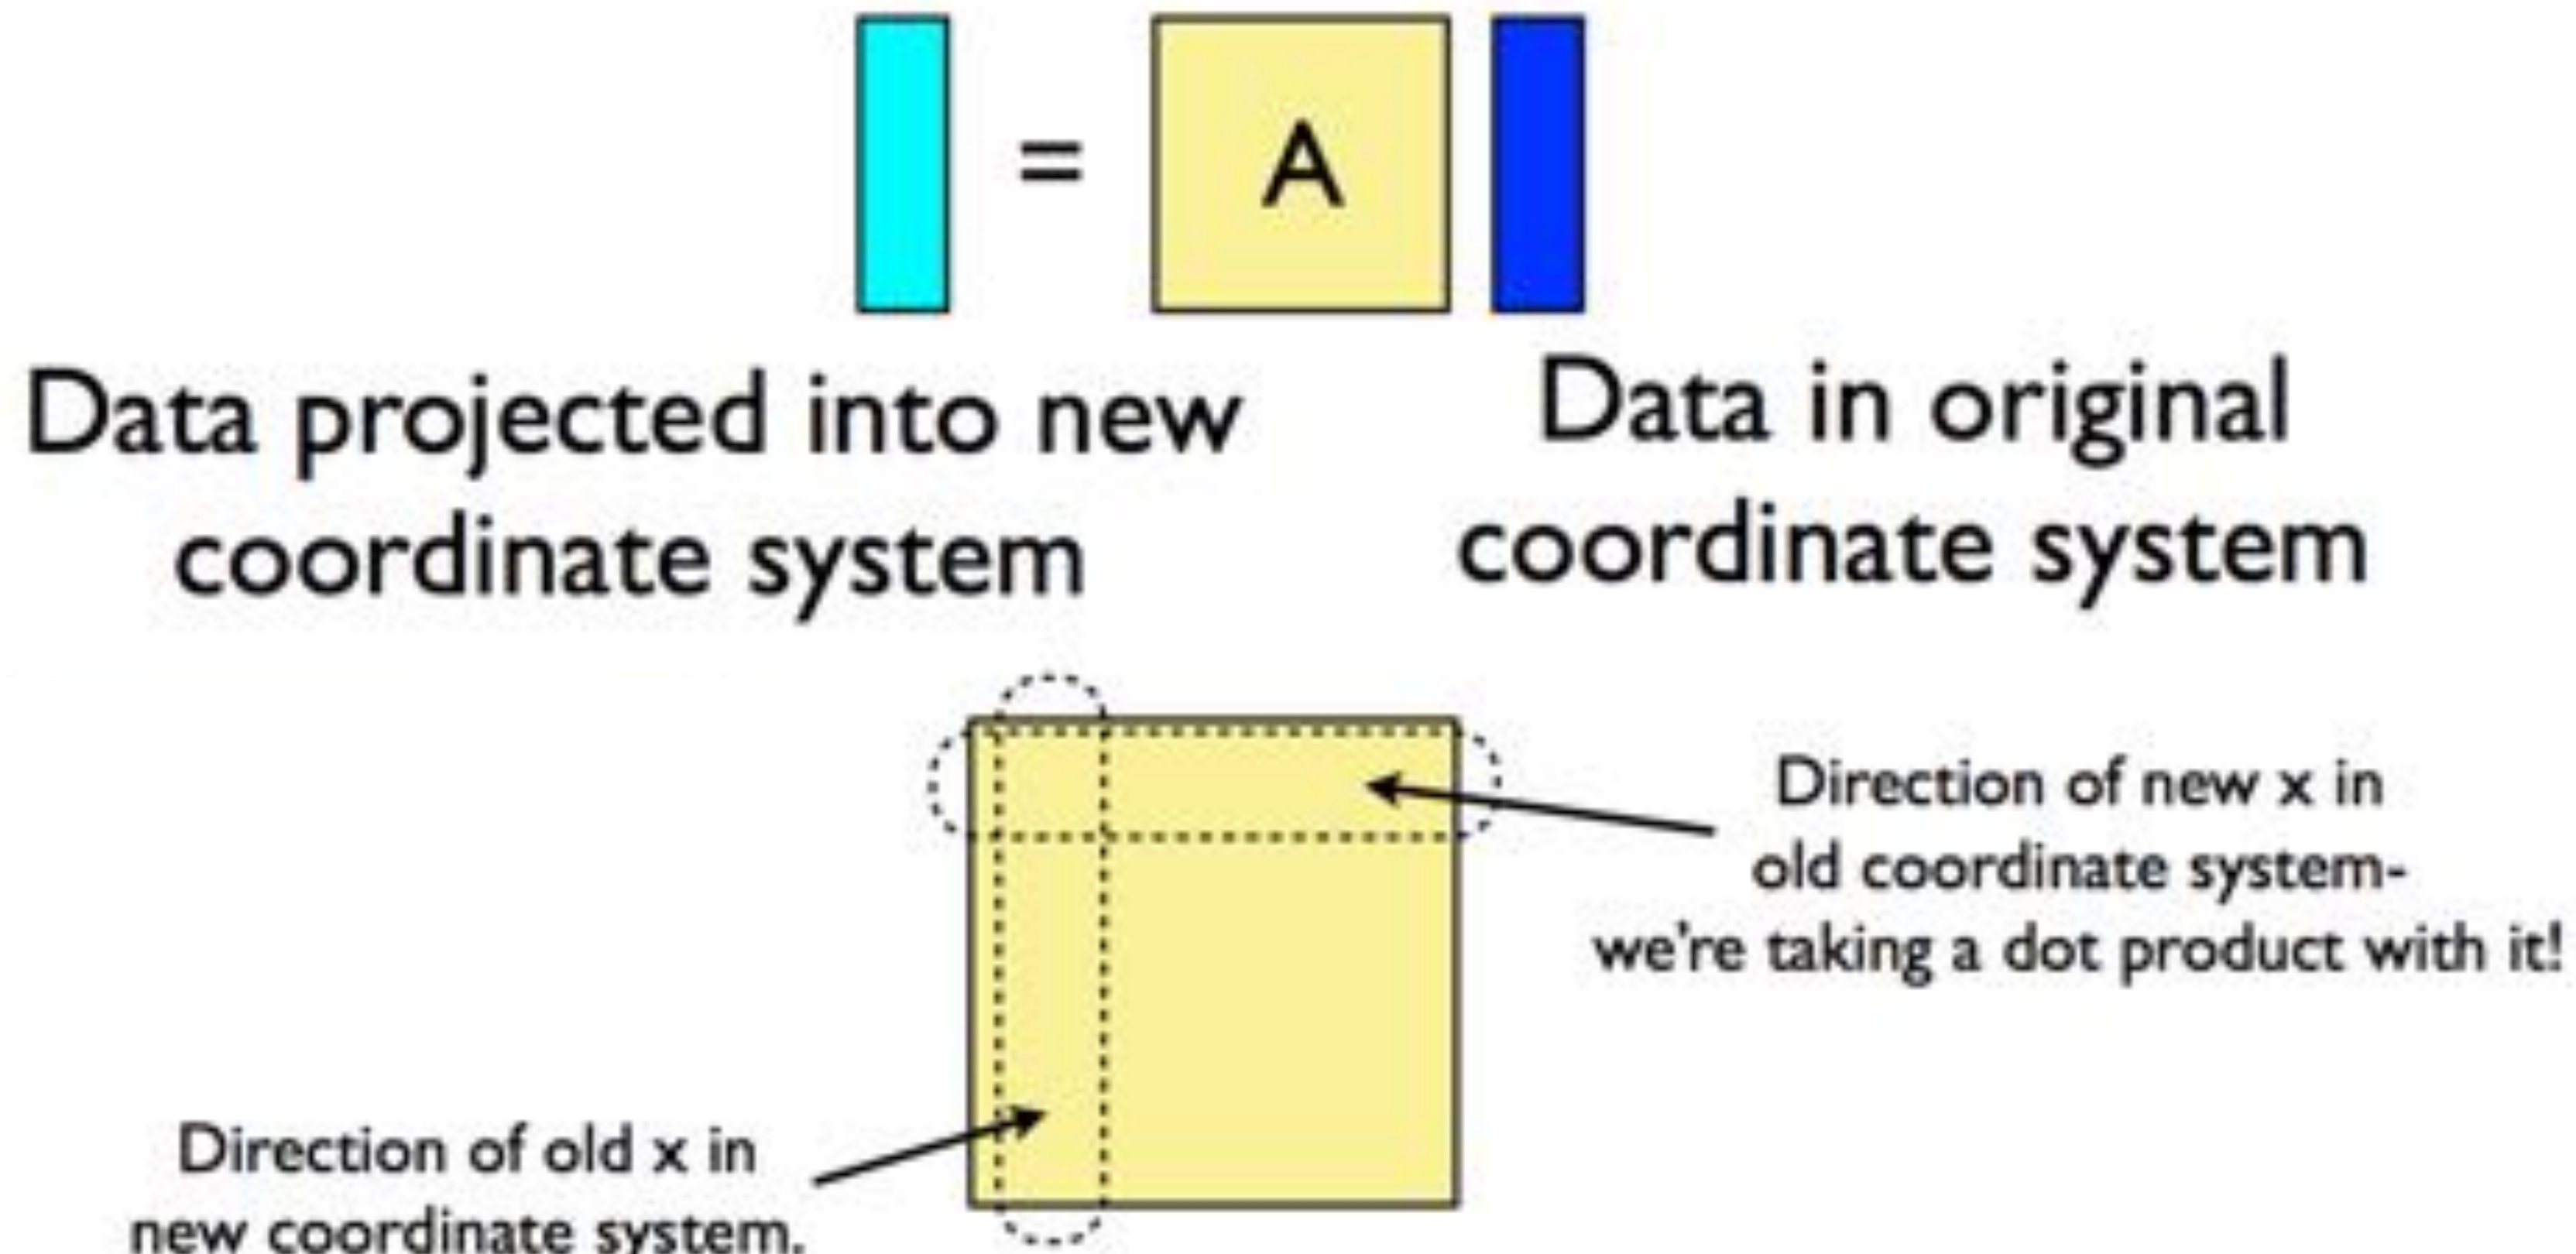 = A
Data projected into new
coordinate system
Data in original
coordinate system
Direction of new x in
old coordinate system-
we're taking a dot product with it!
Direction of old x in
new coordinate system.